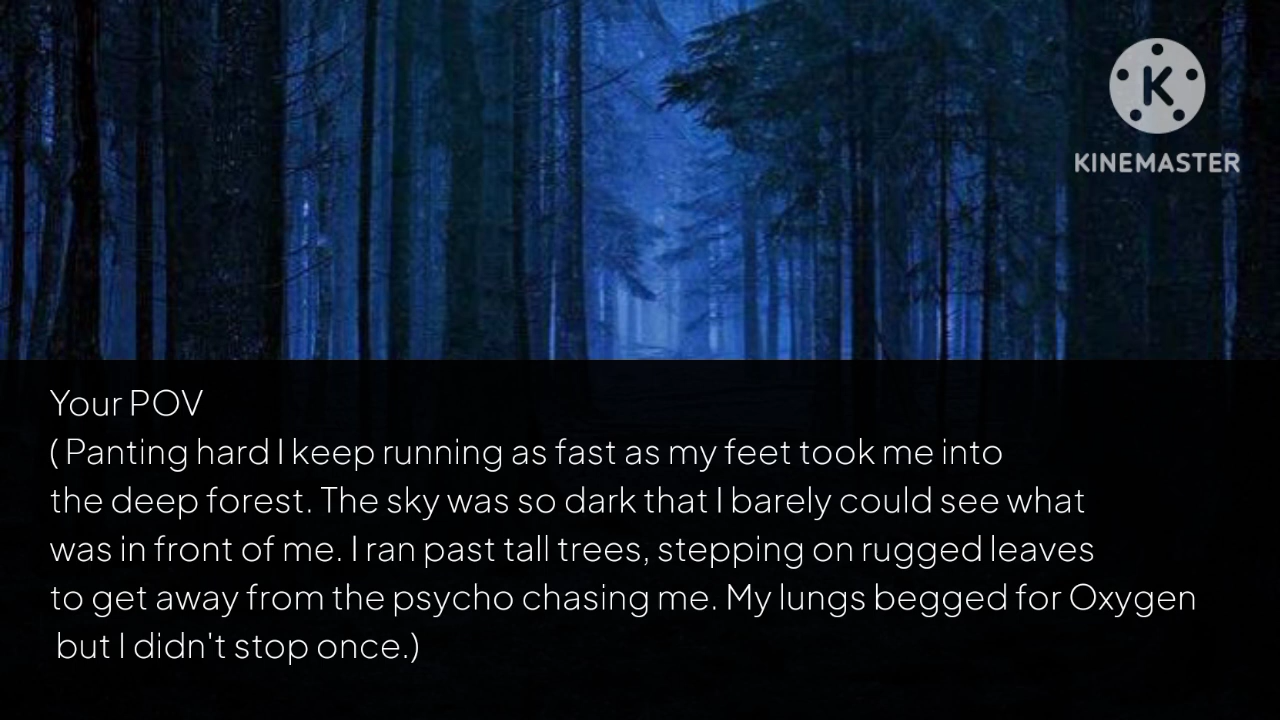 KINEMASTER
Your POV
( Panting hard I keep running as fast as my feet took me into
the deep forest. The sky was so dark that I barely could see what
was in front of me. I ran past tall trees, stepping on rugged leaves
to get away from the psycho chasing me. My lungs begged for Oxygen
but I didn't stop once.)